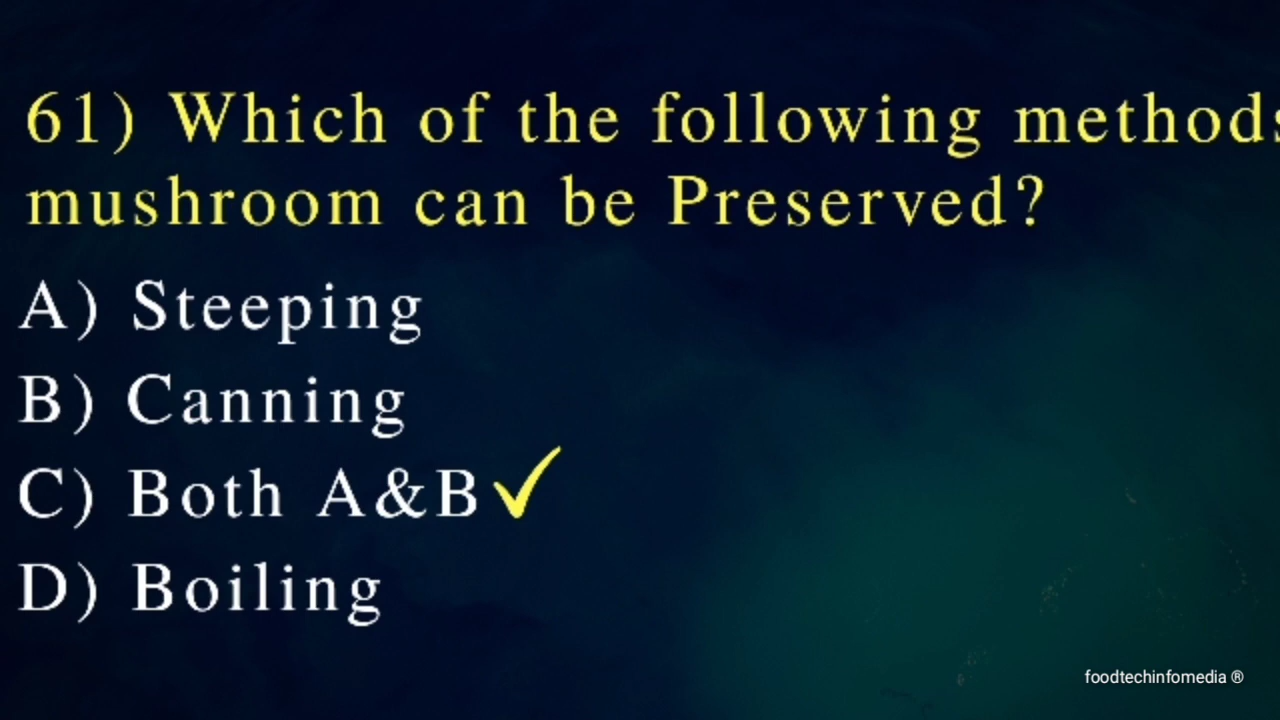 61) Which of the following methods
mushroom can be Preserved?
A) Steeping
B) Canning
C) Both A&B✓
D) Boiling
foodtechinfomedia ®